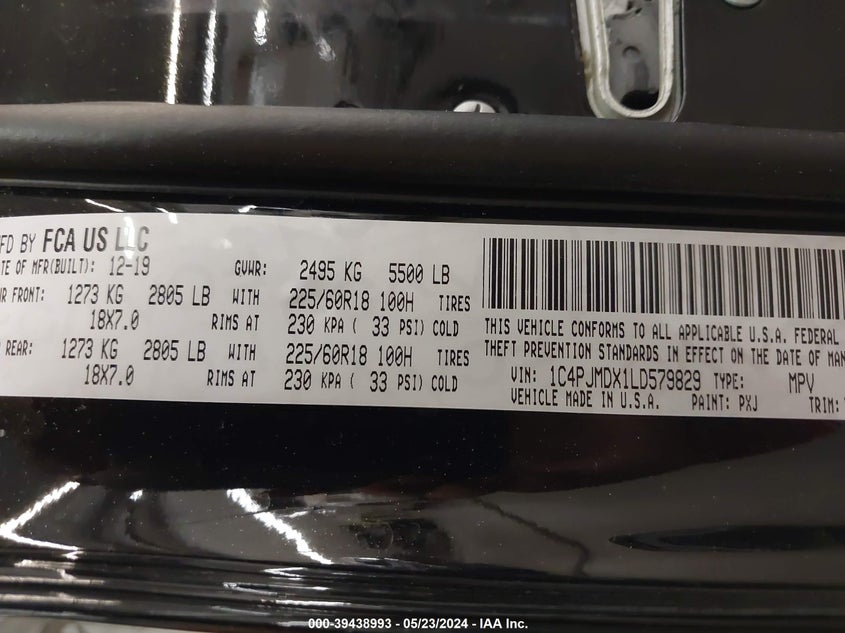 FD BY FCA US LLC
TE OF MFR(BUILT): 12-19 GVWR: 2495 KG 5500 LB
R FRONT: 1273 KG 2805 LB WITH 225/60R18 100H TIRES
18X7.0 RIMS AT 230 KPA ( 33 PSI) COLD
REAR: 1273 KG 2805 LB WITH 225/60R18 100H TIRES
18X7.0 RIMS AT 230 KPA ( 33 PSI) COLD
THIS VEHICLE CONFORMS TO ALL APPLICABLE U.S.A. FEDERAL
THEFT PREVENTION STANDARDS IN EFFECT ON THE DATE OF MAN
VIN: 1C4PJMDX1LD579829 TYPE: MPV
VEHICLE MADE IN U.S.A. PAINT: PXJ TRIM:
000-39438993 / 05/23/2024 - IAA Inc.